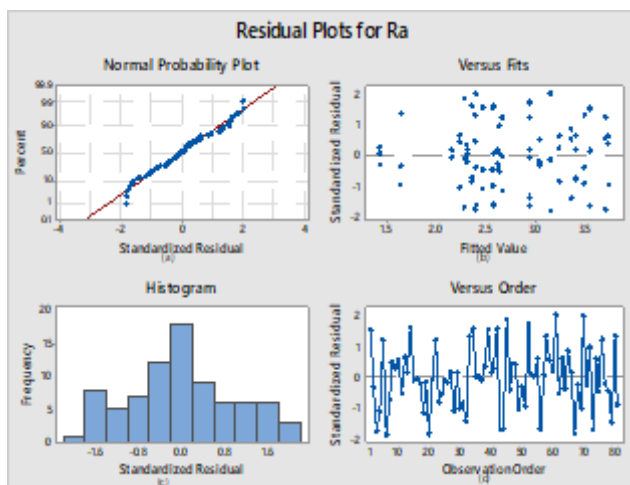 Residual Plots for Ra
Normal Probability Plot
99.9
99
90
50
10
1
0.1
Percent
-4 -2 0 2 4
Standardized Residual
(a)
Versus Fits
2
1
0
-1
-2
Standardized Residual
1.5 2.0 2.5 3.0 3.5
Fitted Value
(b)
Histogram
20
15
10
5
0
Frequency
-1.6 -0.8 0.0 0.8 1.6
Standardized Residual
(c)
Versus Order
2
1
0
-1
-2
Standardized Residual
1 10 20 30 40 50 60 70 80
Observation Order
(d)